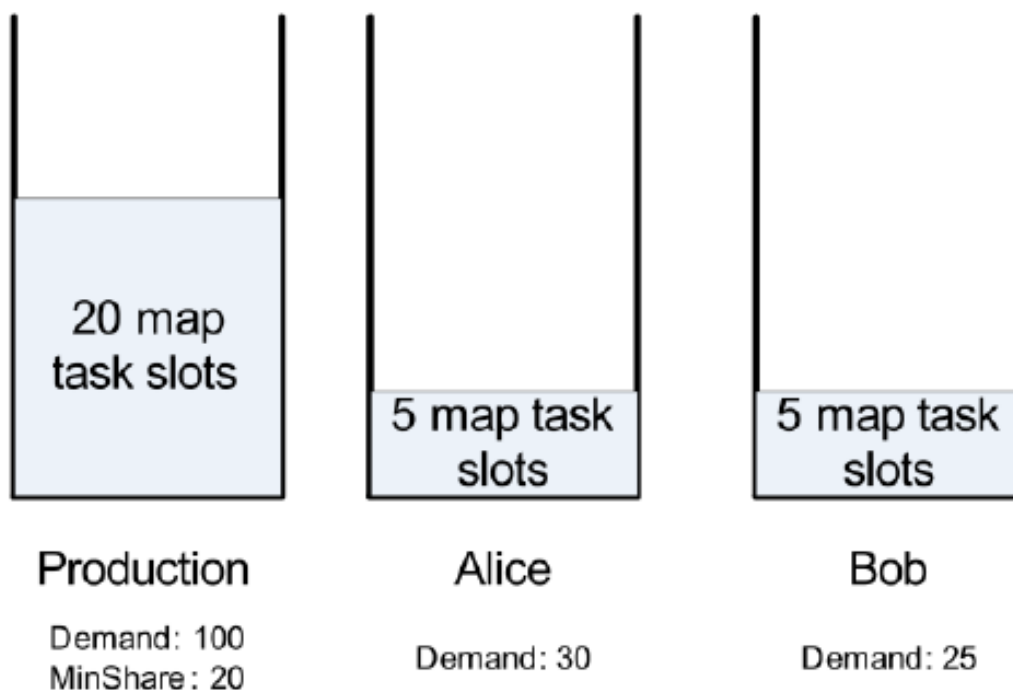 20 map
task slots
5 map task
slots
5 map task
slots
Production
Alice
Bob
Demand: 100
MinShare: 20
Demand: 30
Demand: 25